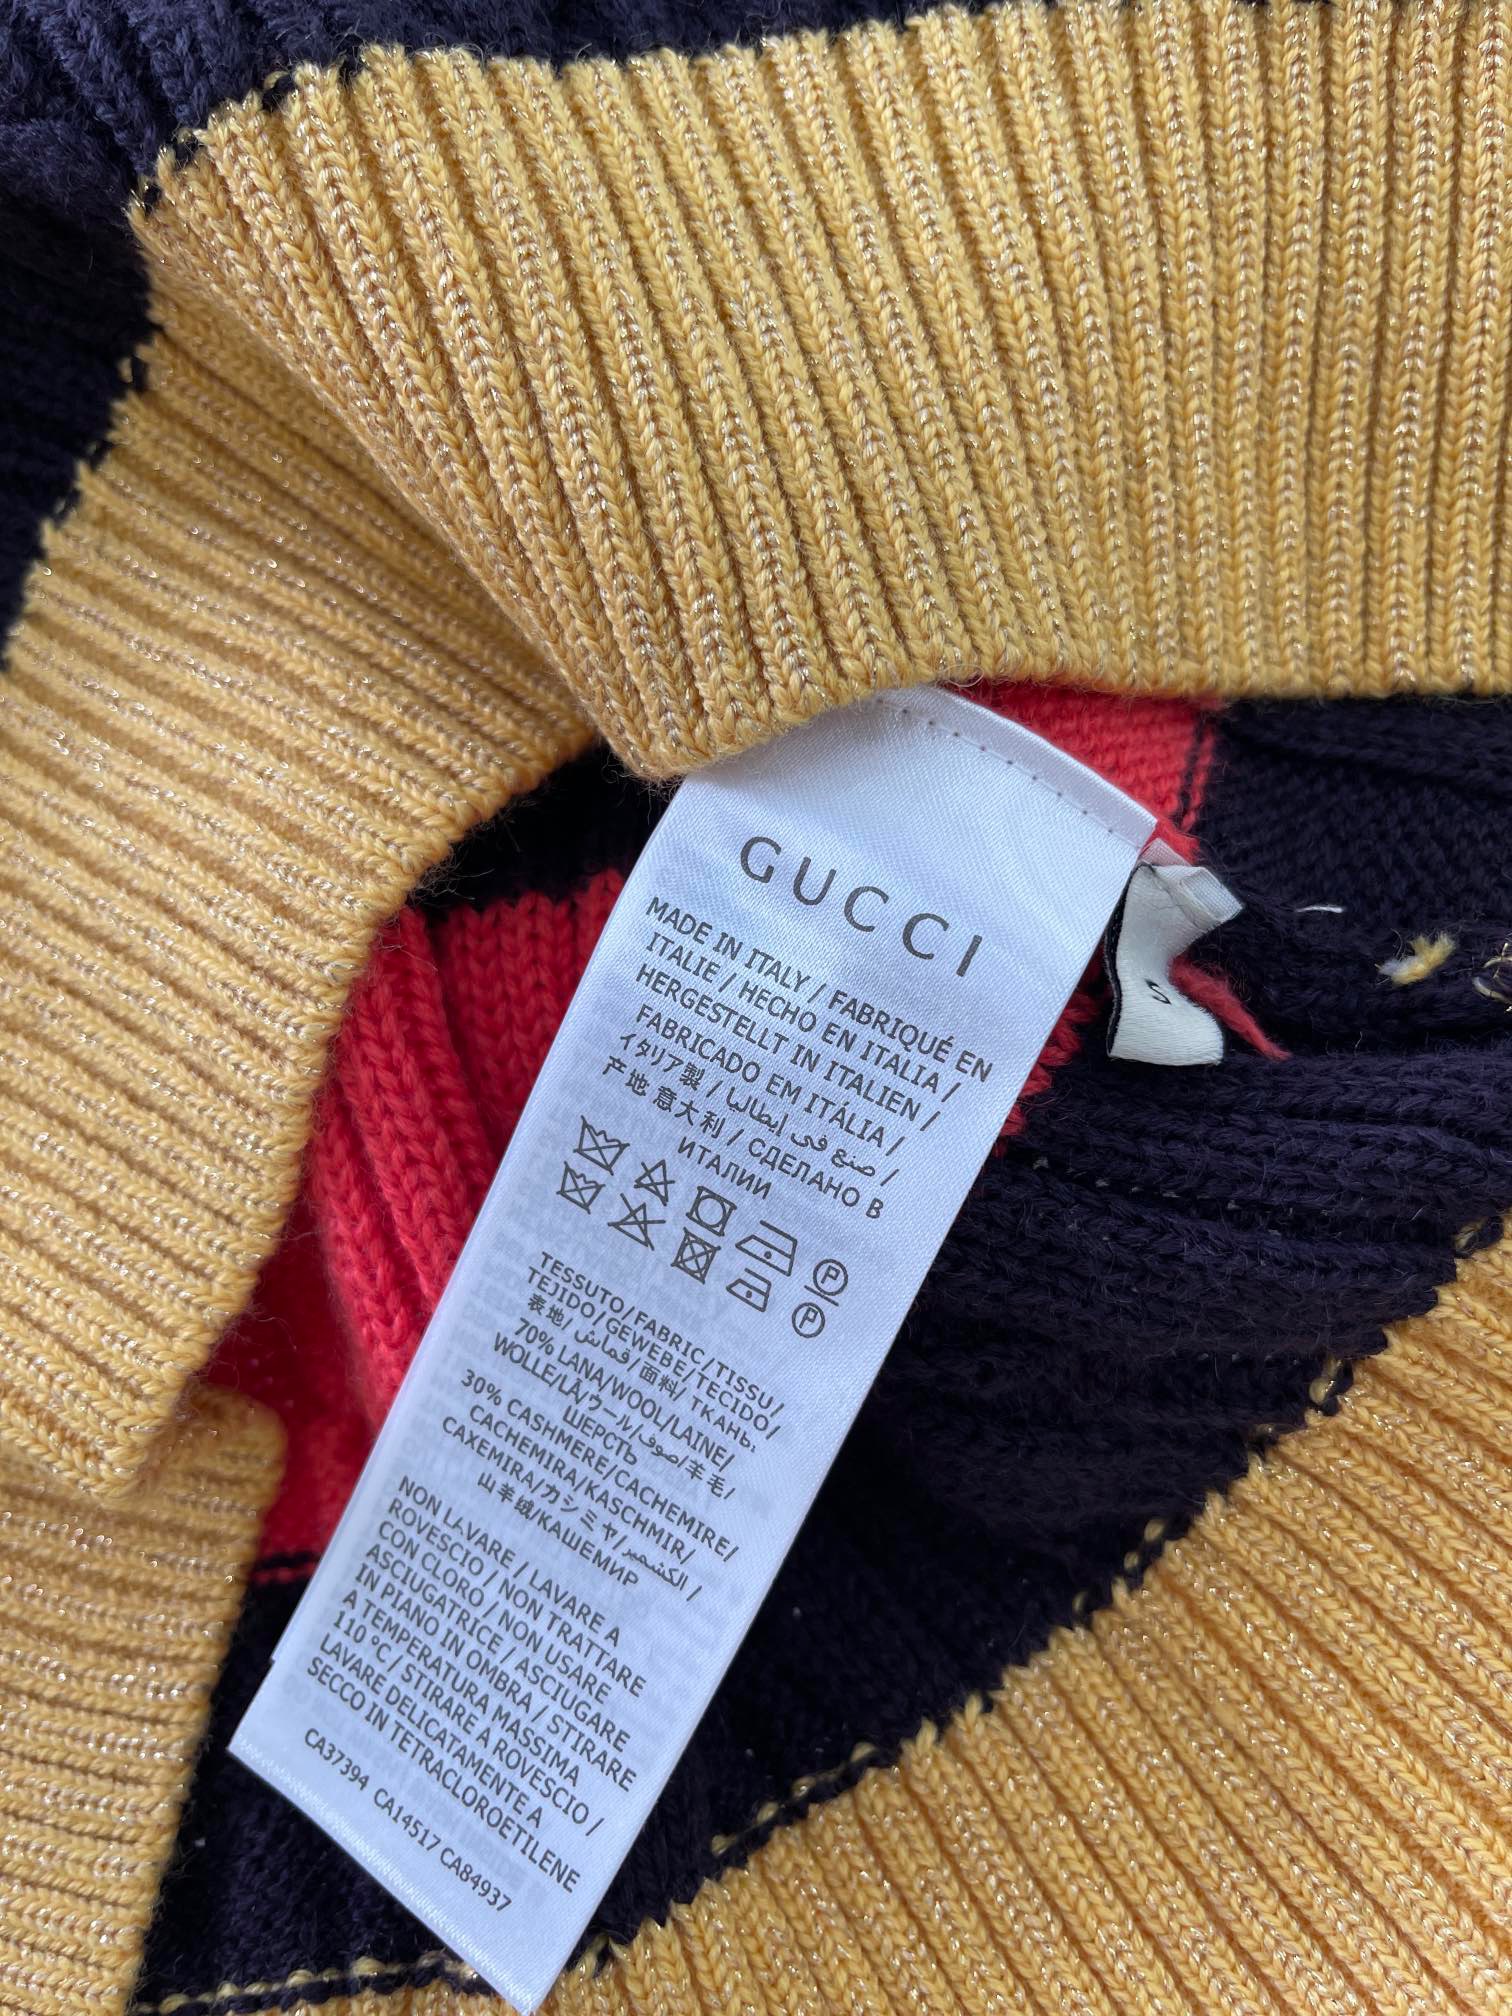 GUCCI
MADE IN ITALY / FABRIQUÉ EN
ITALIE / HECHO EN ITALIA /
HERGESTELLT IN ITALIEN /
FABRICADO EM ITÁLIA /
イタリア製 / صنع في إيطاليا /
产地 意大利 / СДЕЛАНО В
ИТАЛИИ
P
P
TESSUTO/FABRIC/TISSU/
TEJIDO/GEWEBE/TECIDO/
表地/قماش/面料/ТКАНЬ:
70% LANA/WOOL/LAINE/
WOLLE/LÃ/ウール/صوف/羊毛/
ШЕРСТЬ
30% CASHMERE/CACHEMIRE/
CACHEMIRA/KASCHMIR/
CAXEMIRA/カシミヤ/الكشمير/
山羊绒/КАШЕМИР
NON LAVARE / LAVARE A
ROVESCIO / NON TRATTARE
CON CLORO / NON USARE
ASCIUGATRICE / ASCIUGARE
IN PIANO IN OMBRA / STIRARE
A TEMPERATURA MASSIMA
110 °C / STIRARE A ROVESCIO /
LAVARE DELICATAMENTE A
SECCO IN TETRACLOROETILENE
CA37394 CA14517 CA84937
S